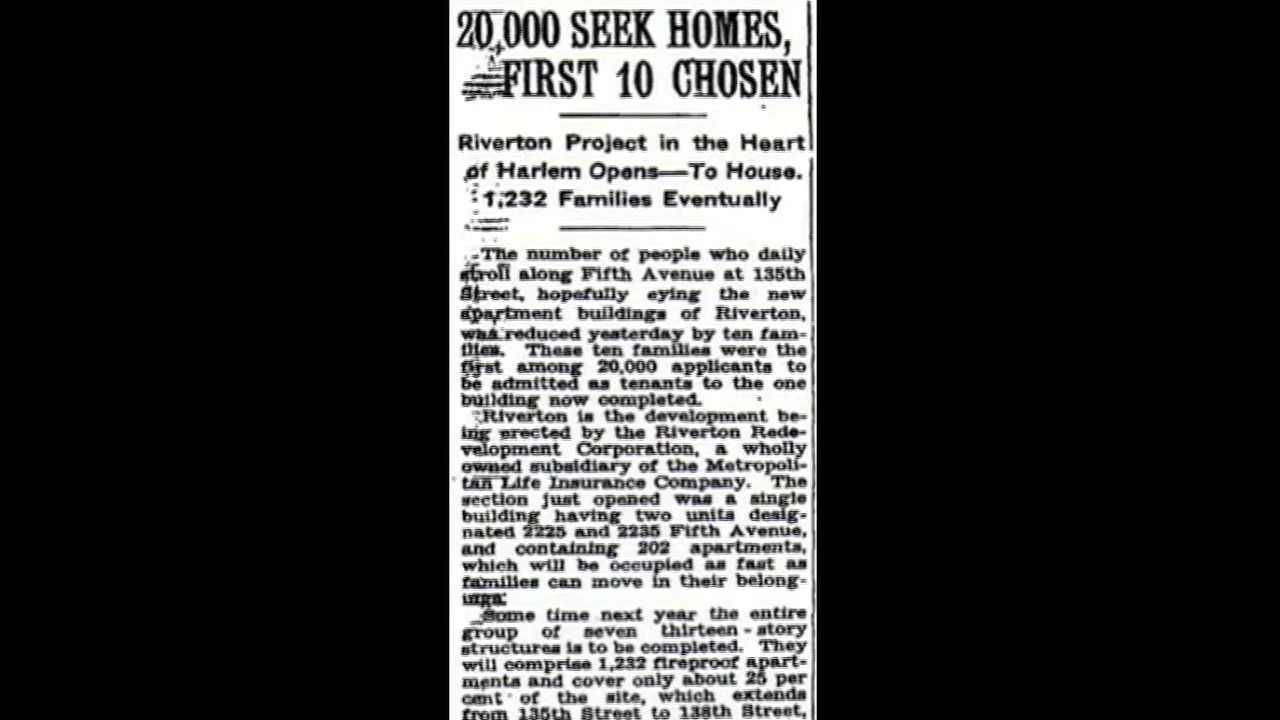 20,000 SEEK HOMES,
FIRST 10 CHOSEN
Riverton Project in the Heart
of Harlem Opens—To House
1,232 Families Eventually
The number of people who daily
stroll along Fifth Avenue at 135th
Street, hopefully eying the new
apartment buildings of Riverton,
was reduced yesterday by ten fam-
ilies. These ten families were the
first among 20,000 applicants to
be admitted as tenants to the one
building now completed.
Riverton is the development be-
ing erected by the Riverton Rede-
velopment Corporation, a wholly
owned subsidiary of the Metropoli-
tan Life Insurance Company. The
section just opened was a single
building having two units desig-
nated 2225 and 2235 Fifth Avenue,
and containing 202 apartments,
which will be occupied as fast as
families can move in their belong-
ings.
Some time next year the entire
group of seven thirteen-story
structures is to be completed. They
will comprise 1,232 fireproof apart-
ments and cover only about 25 per
cent of the site, which extends
from 135th Street to 138th Street,